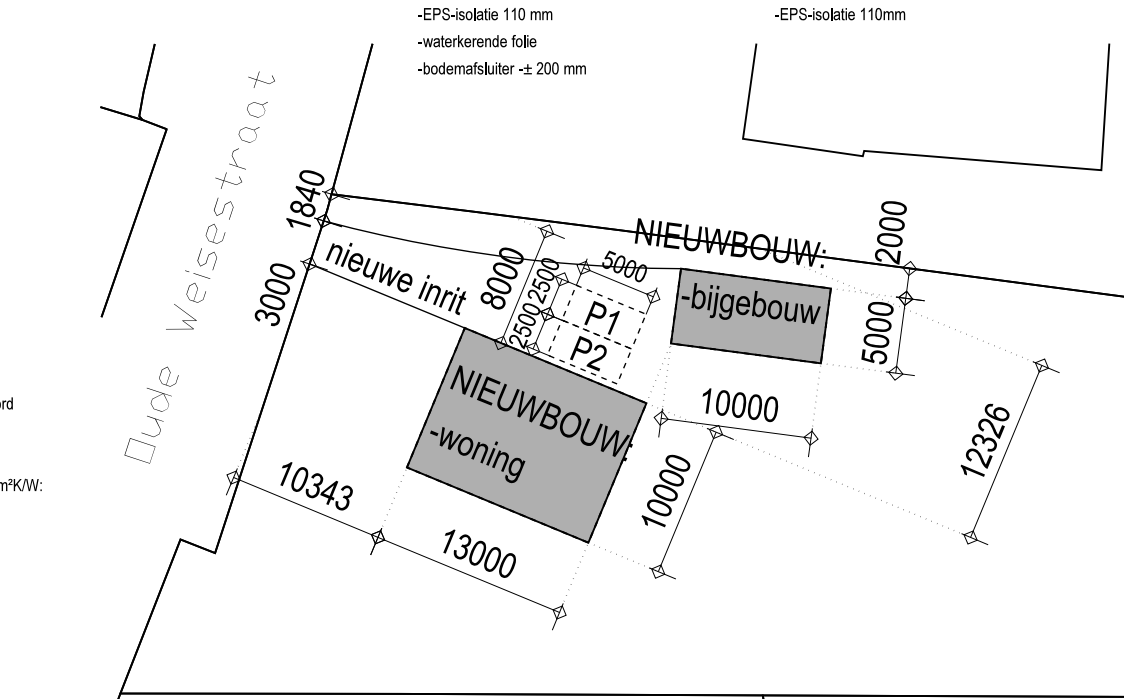 -EPS-isolatie 110 mm
-waterkerende folie
-bodemafsluiter -± 200 mm
-EPS-isolatie 110mm
Oude Weisestraat
1840
3000
nieuwe inrit
8000
2500
2500
5000
P1
P2
NIEUWBOUW:
-bijgebouw
2000
5000
10000
12326
NIEUWBOUW:
-woning
10000
10343
13000
ord
m²K/W: